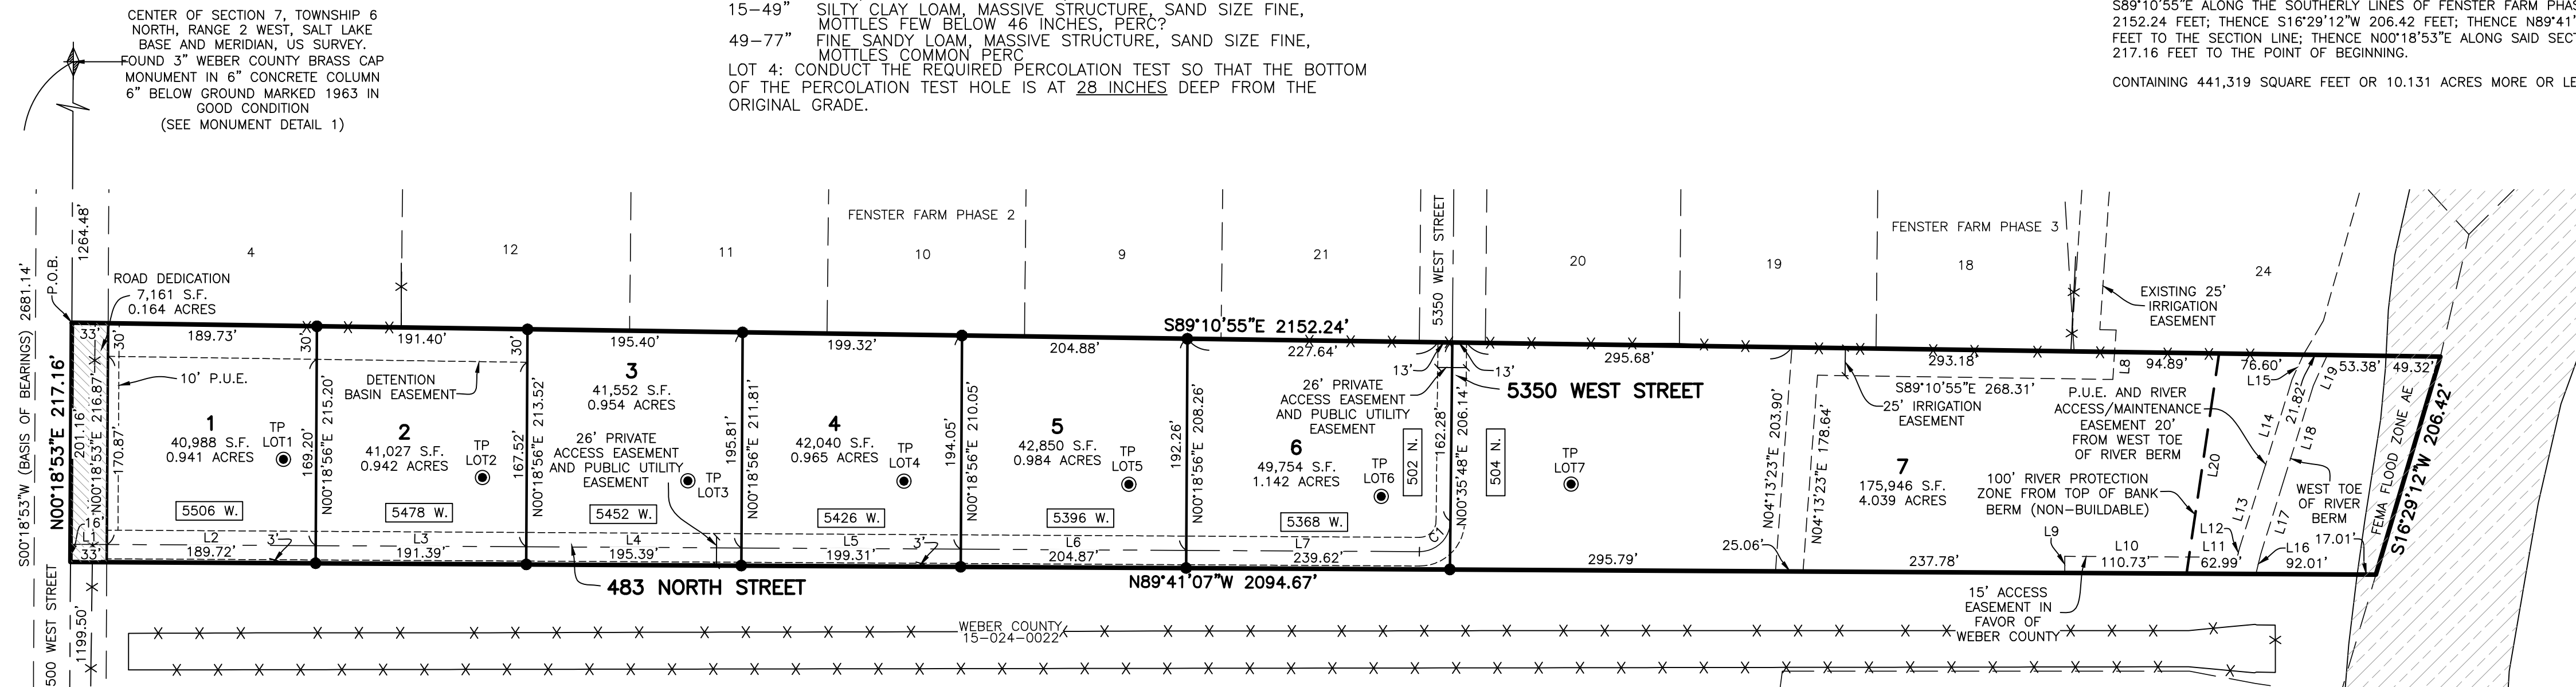 CENTER OF SECTION 7, TOWNSHIP 6
NORTH, RANGE 2 WEST, SALT LAKE
BASE AND MERIDIAN, US SURVEY.
FOUND 3" WEBER COUNTY BRASS CAP
MONUMENT IN 6" CONCRETE COLUMN
6" BELOW GROUND MARKED 1963 IN
GOOD CONDITION
(SEE MONUMENT DETAIL 1)
15-49" SILTY CLAY LOAM, MASSIVE STRUCTURE, SAND SIZE FINE,
MOTTLES FEW BELOW 46 INCHES, PERC?
49-77" FINE SANDY LOAM, MASSIVE STRUCTURE, SAND SIZE FINE,
MOTTLES COMMON PERC
LOT 4: CONDUCT THE REQUIRED PERCOLATION TEST SO THAT THE BOTTOM
OF THE PERCOLATION TEST HOLE IS AT 28 INCHES DEEP FROM THE
ORIGINAL GRADE.
S89°10'55"E ALONG THE SOUTHERLY LINES OF FENSTER FARM PHA
2152.24 FEET; THENCE S16°29'12"W 206.42 FEET; THENCE N89°41'
FEET TO THE SECTION LINE; THENCE N00°18'53"E ALONG SAID SECT
217.16 FEET TO THE POINT OF BEGINNING.
CONTAINING 441,319 SQUARE FEET OR 10.131 ACRES MORE OR LE
1264.48'
P.O.B.
S00°18'53"W (BASIS OF BEARINGS) 2681.14'
ROAD DEDICATION
7,161 S.F.
0.164 ACRES
4
12
11
FENSTER FARM PHASE 2
10
9
21
5350 WEST STREET
20
19
FENSTER FARM PHASE 3
18
24
EXISTING 25'
IRRIGATION
EASEMENT
S89°10'55"E 2152.24'
33'
30'
189.73'
30'
191.40'
30'
195.40'
199.32'
204.88'
227.64'
13'
13'
295.68'
293.18'
94.89'
76.60'
53.38'
49.32'
N00°18'53"E 217.16'
201.16'
N00°18'53"E 216.87'
170.87'
10' P.U.E.
DETENTION
BASIN EASEMENT
1
40,988 S.F.
0.941 ACRES
TP
LOT1
5506 W.
169.20'
N00°18'56"E 215.20'
2
41,027 S.F.
0.942 ACRES
TP
LOT2
5478 W.
167.52'
N00°18'56"E 213.52'
3
41,552 S.F.
0.954 ACRES
26' PRIVATE
ACCESS EASEMENT
AND PUBLIC UTILITY
EASEMENT
TP
LOT3
5452 W.
195.81'
N00°18'56"E 211.81'
4
42,040 S.F.
0.965 ACRES
TP
LOT4
5426 W.
194.05'
N00°18'56"E 210.05'
5
42,850 S.F.
0.984 ACRES
TP
LOT5
5396 W.
192.26'
N00°18'56"E 208.26'
26' PRIVATE
ACCESS EASEMENT
AND PUBLIC UTILITY
EASEMENT
6
49,754 S.F.
1.142 ACRES
TP
LOT6
5368 W.
502 N.
162.28'
N00°35'48"E 206.14'
504 N.
5350 WEST STREET
TP
LOT7
N04°13'23"E 203.90'
N04°13'23"E 178.64'
S89°10'55"E 268.31'
25' IRRIGATION
EASEMENT
L8
7
175,946 S.F.
4.039 ACRES
P.U.E. AND RIVER
ACCESS/MAINTENANCE
EASEMENT 20'
FROM WEST TOE
OF RIVER BERM
100' RIVER PROTECTION
ZONE FROM TOP OF BANK
BERM (NON-BUILDABLE)
L20
L15
L14
L13
21.82'
L19
L18
L17
WEST TOE
OF RIVER
BERM
FEMA FLOOD ZONE AE
S16°29'12"W 206.42'
16'
L1
33'
L2
189.72'
3'
L3
191.39'
L4
195.39'
L5
199.31'
3'
L6
204.87'
L7
239.62'
C1
295.79'
25.06'
237.78'
L9
L10
110.73'
L12
L11
62.99'
L16
92.01'
17.01'
483 NORTH STREET
N89°41'07"W 2094.67'
15' ACCESS
EASEMENT IN
FAVOR OF
WEBER COUNTY
WEBER COUNTY
15-024-0022
500 WEST STREET
1199.50'